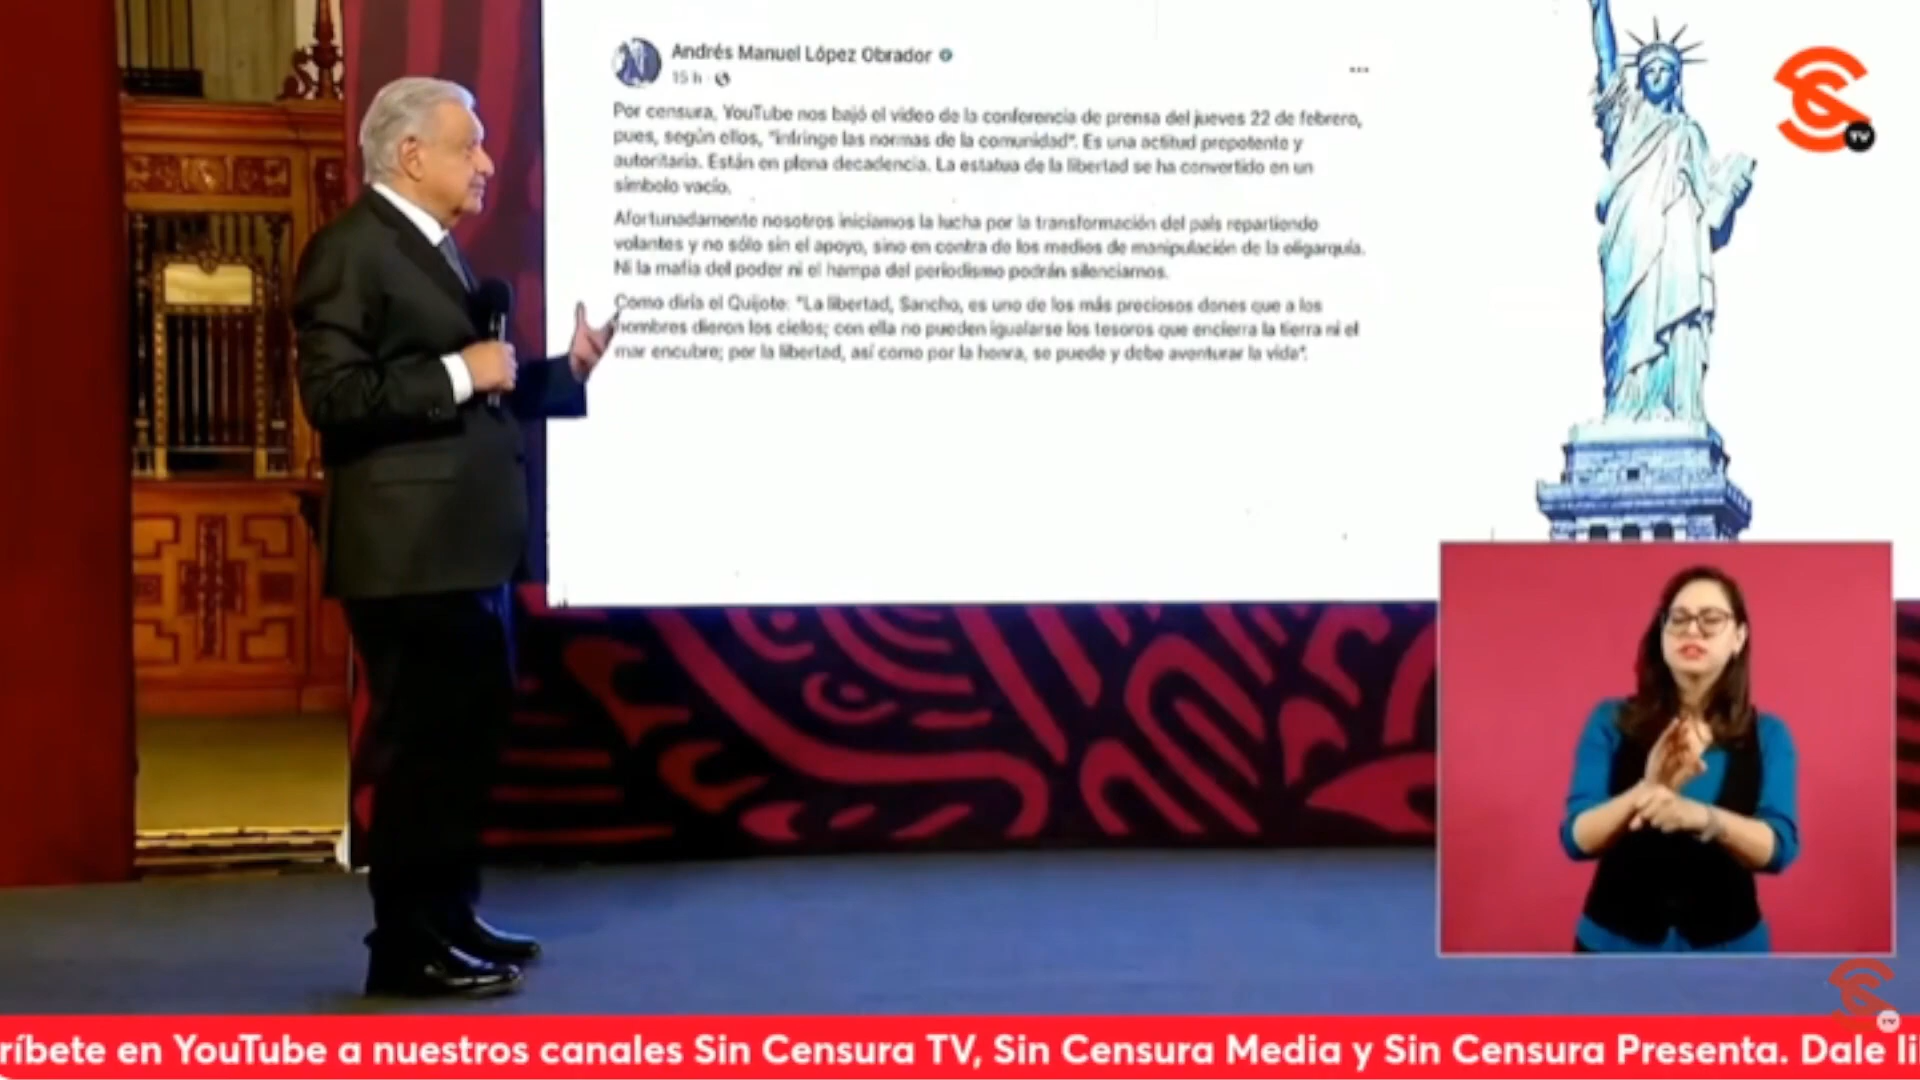 Andrés Manuel López Obrador
15 h
Por censura, YouTube nos bajó el video de la conferencia de prensa del jueves 22 de febrero,
pues, según ellos, "infringe las normas de la comunidad". Es una actitud prepotente y
autoritaria. Están en plena decadencia. La estatua de la libertad se ha convertido en un
símbolo vacío.
Afortunadamente nosotros iniciamos la lucha por la transformación del país repartiendo
volantes y no sólo sin el apoyo, sino en contra de los medios de manipulación de la oligarquía.
Ni la mafia del poder ni el hampa del periodismo podrán silenciarnos.
Como diría el Quijote: "La libertad, Sancho, es uno de los más preciosos dones que a los
hombres dieron los cielos; con ella no pueden igualarse los tesoros que encierra la tierra ni el
mar encubre; por la libertad, así como por la honra, se puede y debe aventurar la vida".
TV
TV
ríbete en YouTube a nuestros canales Sin Censura TV, Sin Censura Media y Sin Censura Presenta. Dale li